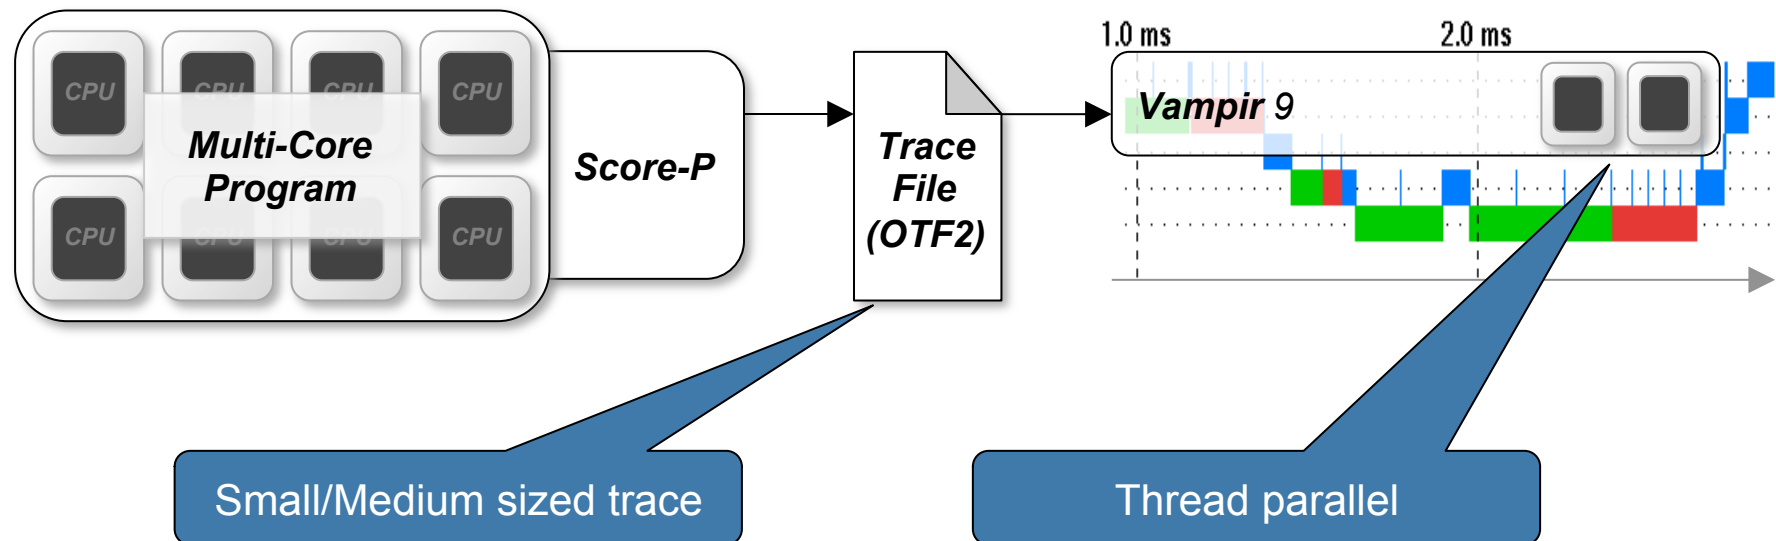 1.0 ms
2.0 ms
CPU CPU CPU CPU
Multi-Core
Program
CPU CPU CPU CPU
Score-P
Trace
File
(OTF2)
Vampir 9
Small/Medium sized trace
Thread parallel